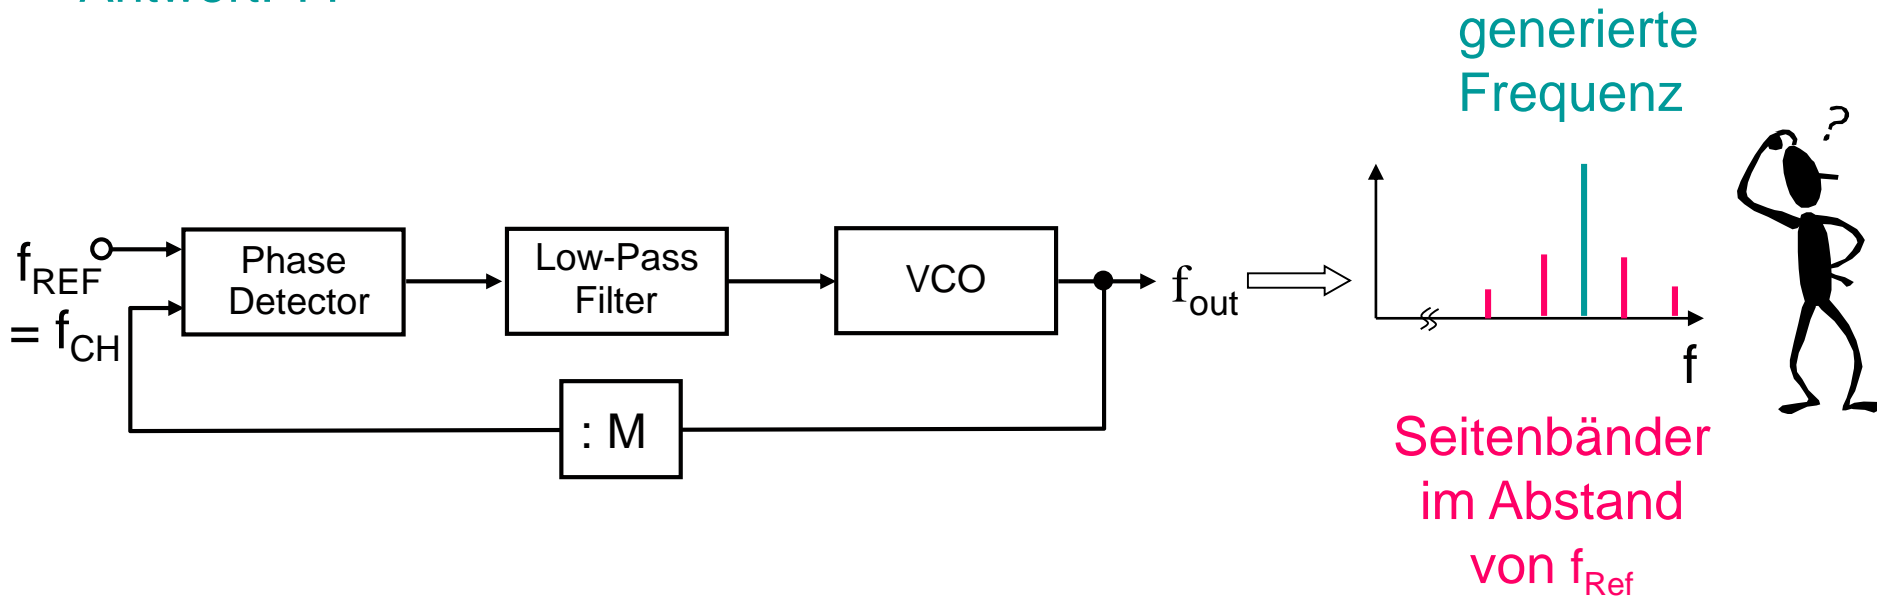 generierte
Frequenz
?
f_REF
= f_CH
Phase
Detector
Low-Pass
Filter
VCO
f_out
: M
f
Seitenbänder
im Abstand
von f_Ref